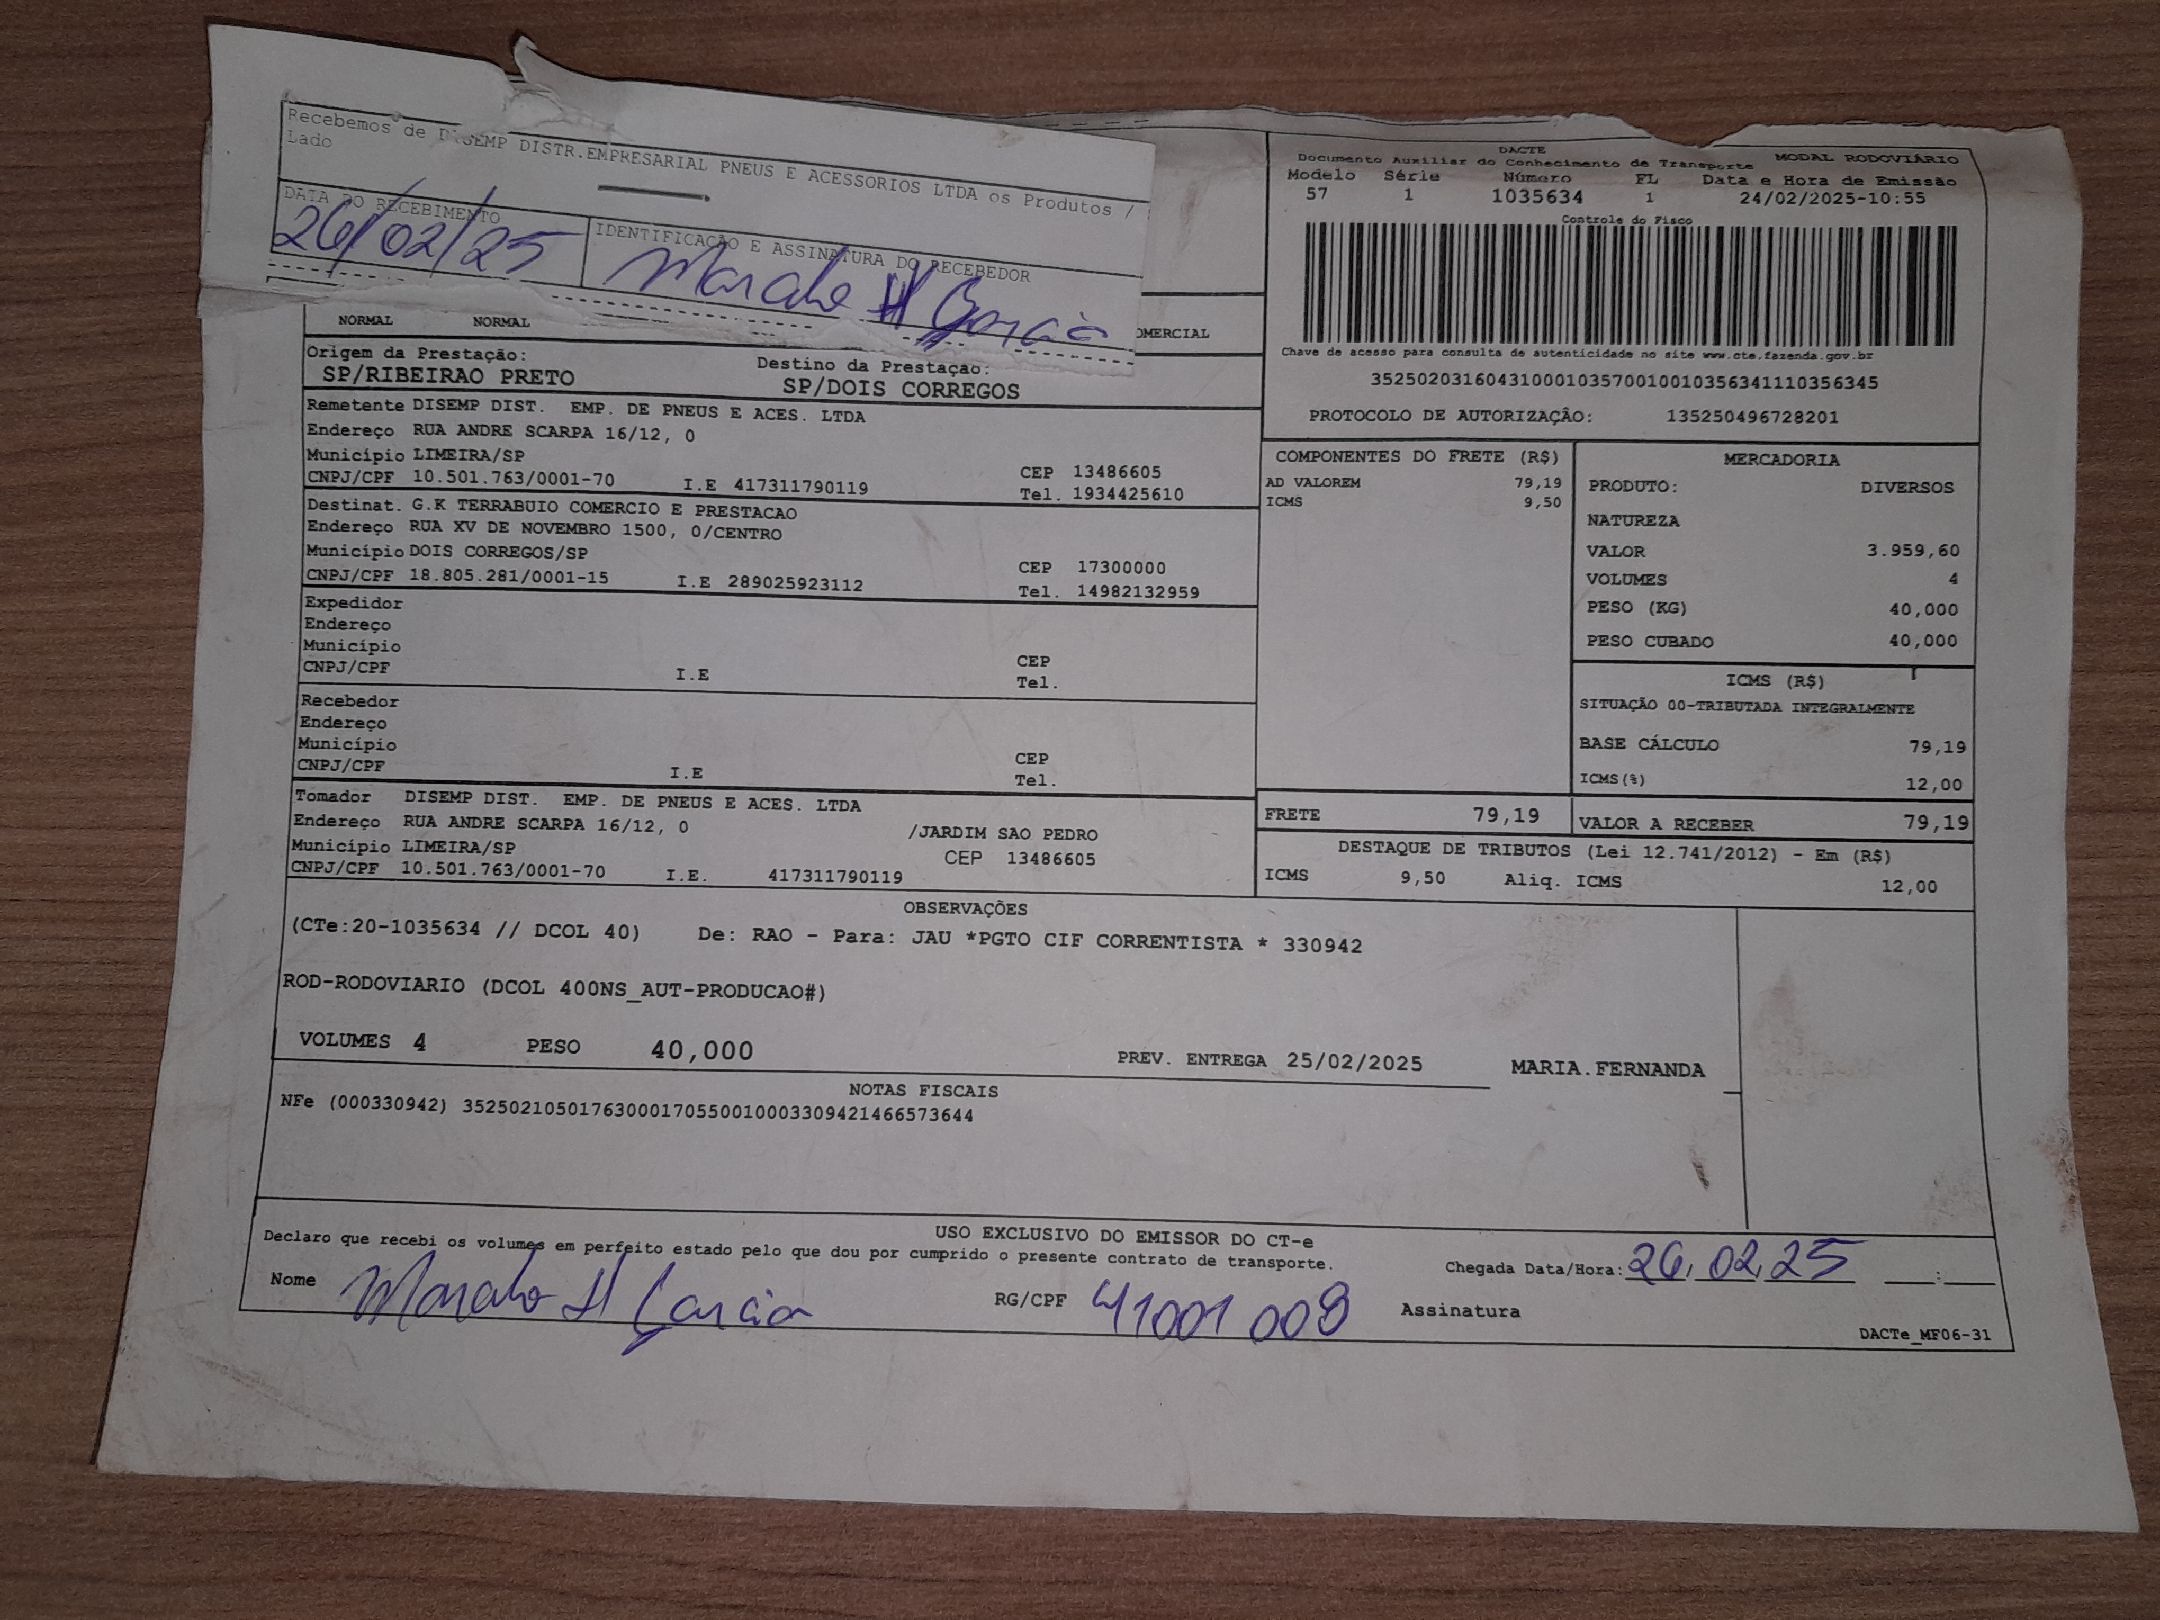 Recebemos de DISEMP DISTR.EMPRESARIAL PNEUS E ACESSORIOS LTDA os Produtos /
Lado
DATA DO RECEBIMENTO
26/02/25
IDENTIFICAÇÃO E ASSINATURA DO RECEBEDOR
H Garcia
NORMAL NORMAL OMERCIAL
Origem da Prestação: Destino da Prestação:
SP/RIBEIRAO PRETO SP/DOIS CORREGOS
Remetente DISEMP DIST. EMP. DE PNEUS E ACES. LTDA
Endereço RUA ANDRE SCARPA 16/12, 0
Município LIMEIRA/SP CEP 13486605
CNPJ/CPF 10.501.763/0001-70 I.E 417311790119 Tel. 1934425610
Destinat. G.K TERRABUIO COMERCIO E PRESTACAO
Endereço RUA XV DE NOVEMBRO 1500, 0/CENTRO
Município DOIS CORREGOS/SP CEP 17300000
CNPJ/CPF 18.805.281/0001-15 I.E 289025923112 Tel. 14982132959
Expedidor
Endereço
Município CEP
CNPJ/CPF I.E Tel.
Recebedor
Endereço
Município CEP
CNPJ/CPF I.E Tel.
Tomador DISEMP DIST. EMP. DE PNEUS E ACES. LTDA
Endereço RUA ANDRE SCARPA 16/12, 0 /JARDIM SAO PEDRO
Município LIMEIRA/SP CEP 13486605
CNPJ/CPF 10.501.763/0001-70 I.E. 417311790119
DACTE
Documento Auxiliar do Conhecimento de Transporte MODAL RODOVIÁRIO
Modelo Série Número FL Data e Hora de Emissão
57 1 1035634 1 24/02/2025-10:55
Controle do Fisco
Chave de acesso para consulta de autenticidade no site www.cte.fazenda.gov.br
35250203160431000103570010010356341110356345
PROTOCOLO DE AUTORIZAÇÃO: 135250496728201
COMPONENTES DO FRETE (R$)
AD VALOREM 79,19
ICMS 9,50
MERCADORIA
PRODUTO: DIVERSOS
NATUREZA
VALOR 3.959,60
VOLUMES 4
PESO (KG) 40,000
PESO CUBADO 40,000
ICMS (R$)
SITUAÇÃO 00-TRIBUTADA INTEGRALMENTE
BASE CÁLCULO 79,19
ICMS(%) 12,00
FRETE 79,19 VALOR A RECEBER 79,19
DESTAQUE DE TRIBUTOS (Lei 12.741/2012) - Em (R$)
ICMS 9,50 Aliq. ICMS 12,00
OBSERVAÇÕES
(CTe:20-1035634 // DCOL 40) De: RAO - Para: JAU *PGTO CIF CORRENTISTA * 330942
ROD-RODOVIARIO (DCOL 400NS_AUT-PRODUCAO#)
VOLUMES 4 PESO 40,000 PREV. ENTREGA 25/02/2025 MARIA.FERNANDA
NOTAS FISCAIS
NFe (000330942) 35250210501763000170550010003309421466573644
USO EXCLUSIVO DO EMISSOR DO CT-e
Declaro que recebi os volumes em perfeito estado pelo que dou por cumprido o presente contrato de transporte. Chegada Data/Hora: 26,02,25 :
Nome H Garcia RG/CPF 41001 009 Assinatura
DACTe_MF06-31